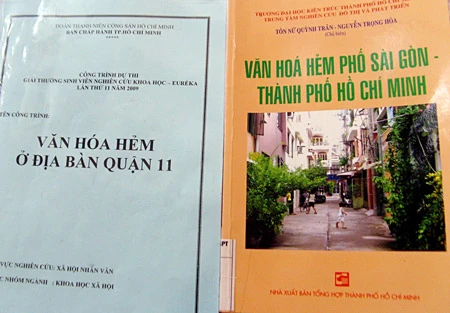 ĐOÀN THANH NIÊN CỘNG SẢN HỒ CHÍ MINH
BAN CHẤP HÀNH TP.HỒ CHÍ MINH
CÔNG TRÌNH DỰ THI
GIẢI THƯỞNG SINH VIÊN NGHIÊN CỨU KHOA HỌC – EURÉKA
LẦN THỨ 11 NĂM 2009
TÊN CÔNG TRÌNH:
VĂN HÓA HẺM
Ở ĐỊA BÀN QUẬN 11
VỰC NGHIÊN CỨU: XÃ HỘI NHÂN VĂN
NHÓM NGÀNH : KHOA HỌC XÃ HỘI
TRƯỜNG ĐẠI HỌC KIẾN TRÚC THÀNH PHỐ HỒ CHÍ
TRUNG TÂM NGHIÊN CỨU ĐÔ THỊ VÀ PHÁT TRIỂN
TÔN NỮ QUỲNH TRÂN - NGUYỄN TRỌNG HÒA
(Chủ biên)
VĂN HOÁ HẺM PHỐ SÀI GÒN -
THÀNH PHỐ HỒ CHÍ MINH
NHÀ XUẤT BẢN TỔNG HỢP THÀNH PHỐ HỒ CHÍ MINH